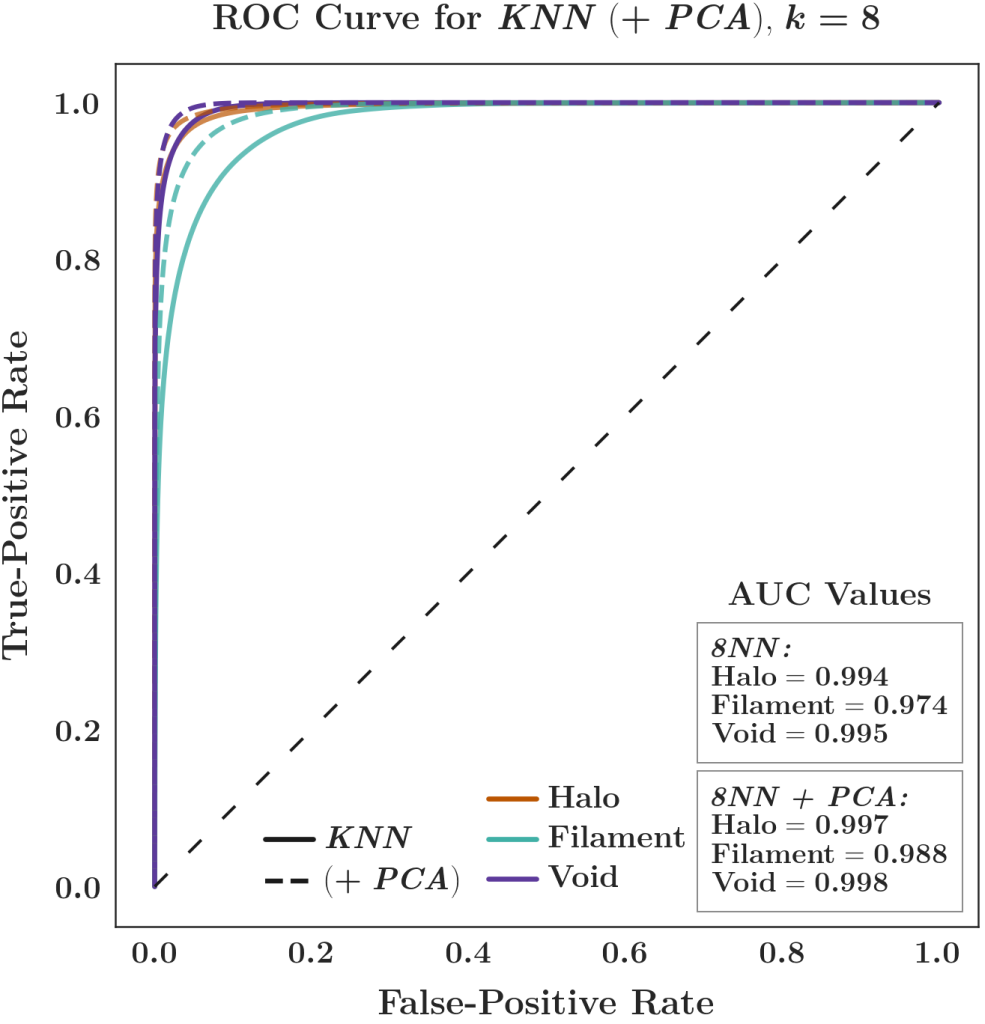 ROC Curve for KNN (+ PCA), k = 8
True-Positive Rate
1.0
0.8
0.6
0.4
0.2
0.0
AUC Values
8NN:
Halo = 0.994
Filament = 0.974
Void = 0.995
8NN + PCA:
Halo = 0.997
Filament = 0.988
Void = 0.998
KNN
(+ PCA)
Halo
Filament
Void
0.0 0.2 0.4 0.6 0.8 1.0
False-Positive Rate